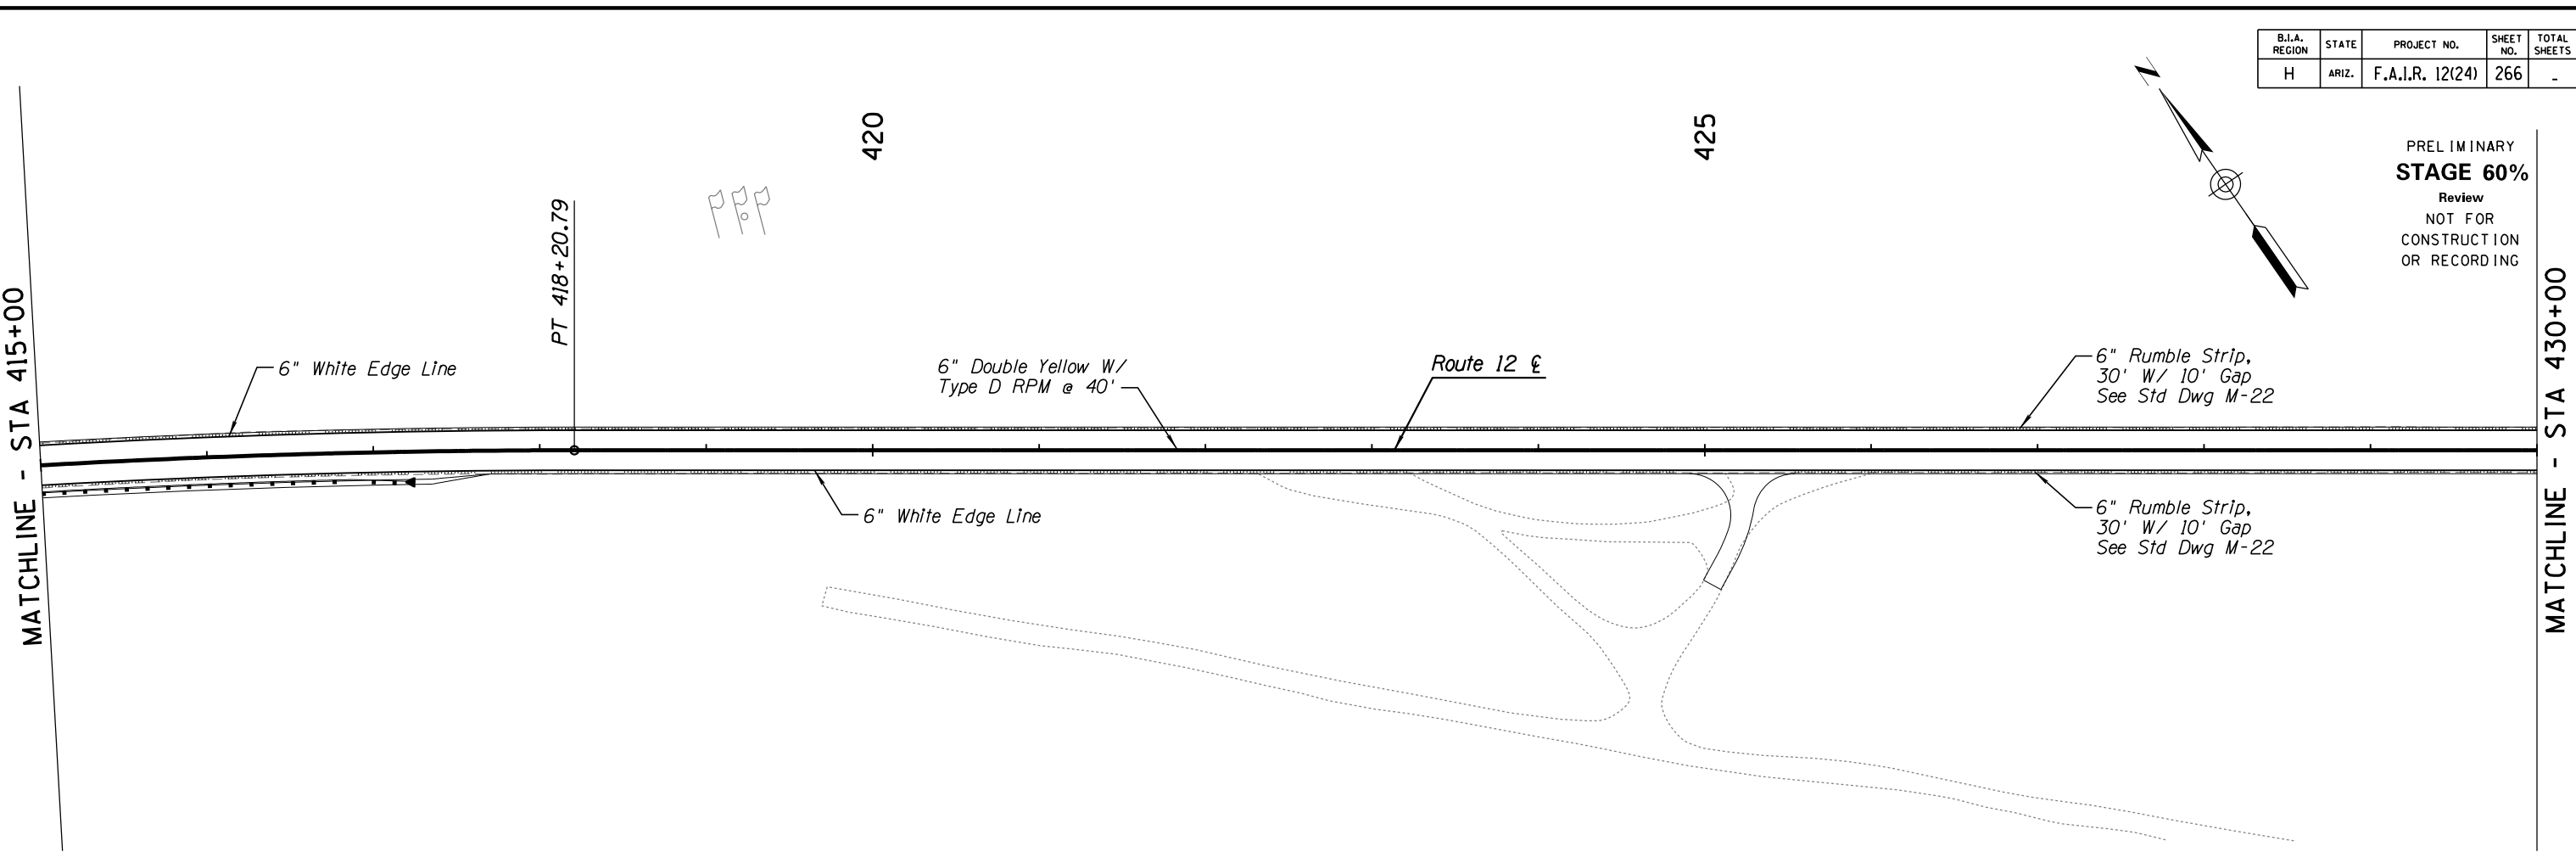 B.I.A. REGION STATE PROJECT NO. SHEET NO. TOTAL SHEETS
H ARIZ. F.A.I.R. 12(24) 266 -
N
420
425
PRELIMINARY
STAGE 60%
Review
NOT FOR
CONSTRUCTION
OR RECORDING
MATCHLINE - STA 415+00
PT 418+20.79
6" White Edge Line
6" Double Yellow W/
Type D RPM @ 40'
Route 12 ℄
6" Rumble Strip,
30' W/ 10' Gap
See Std Dwg M-22
MATCHLINE - STA 430+00
6" White Edge Line
6" Rumble Strip,
30' W/ 10' Gap
See Std Dwg M-22